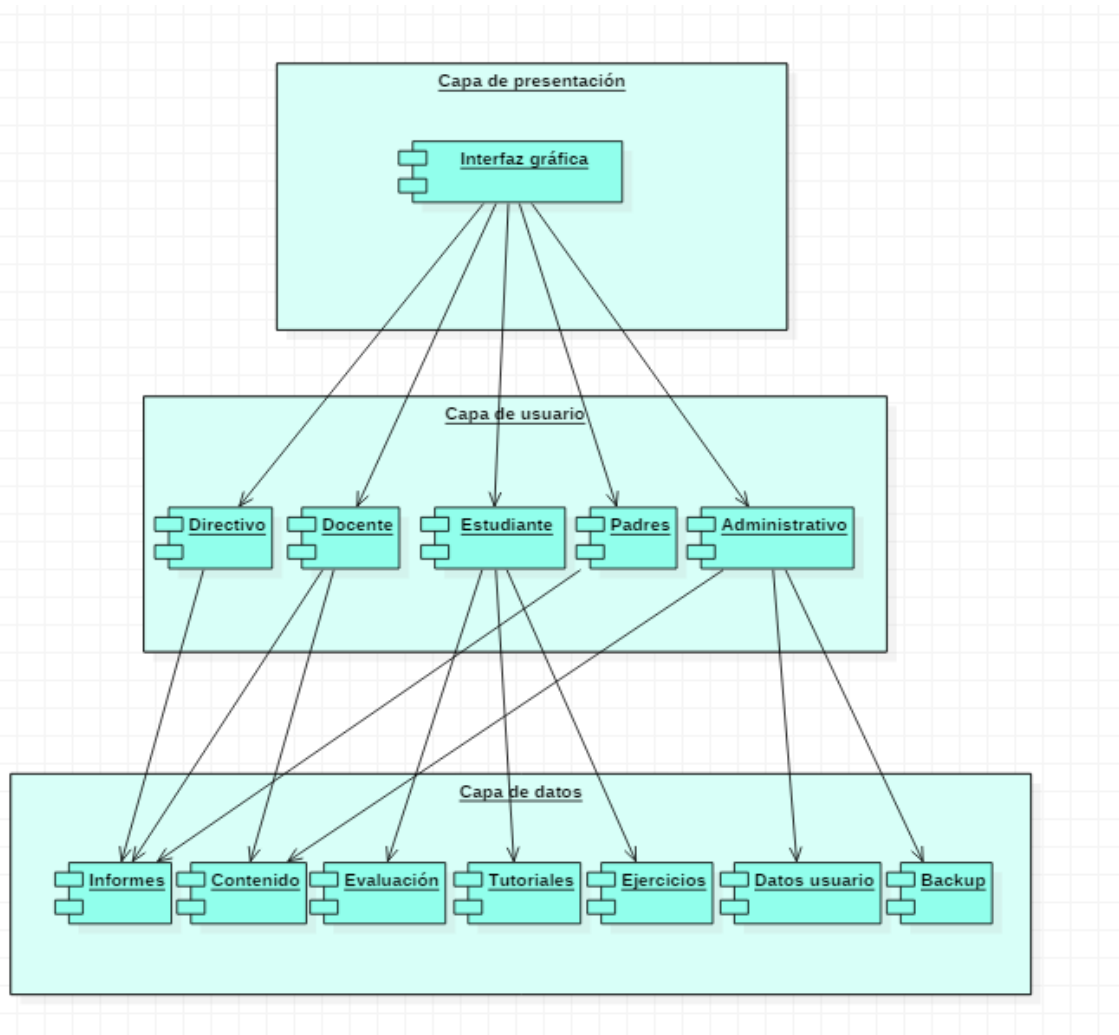 Capa de presentación
Interfaz gráfica
Capa de usuario
Directivo
Docente
Estudiante
Padres
Administrativo
Capa de datos
Informes
Contenido
Evaluación
Tutoriales
Ejercicios
Datos usuario
Backup